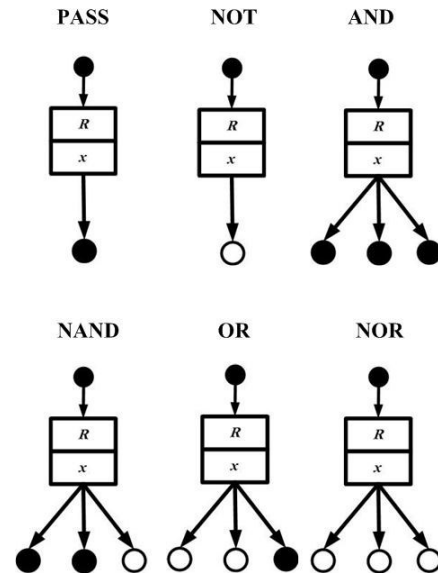 PASS NOT AND
R R R
x x x
NAND OR NOR
R R R
x x x